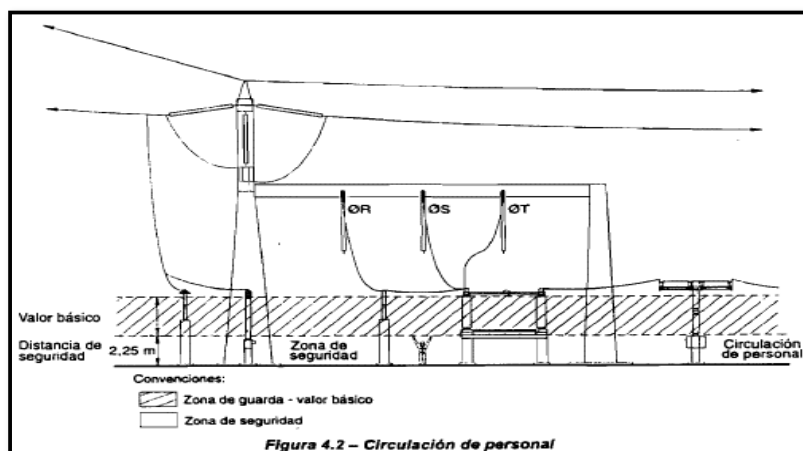 ØR ØS ØT
Valor básico
Distancia de
seguridad
2,25 m
Zona de
seguridad
Circulación
de personal
Convenciones:
Zona de guarda - valor básico
Zona de seguridad
Figura 4.2 – Circulación de personal